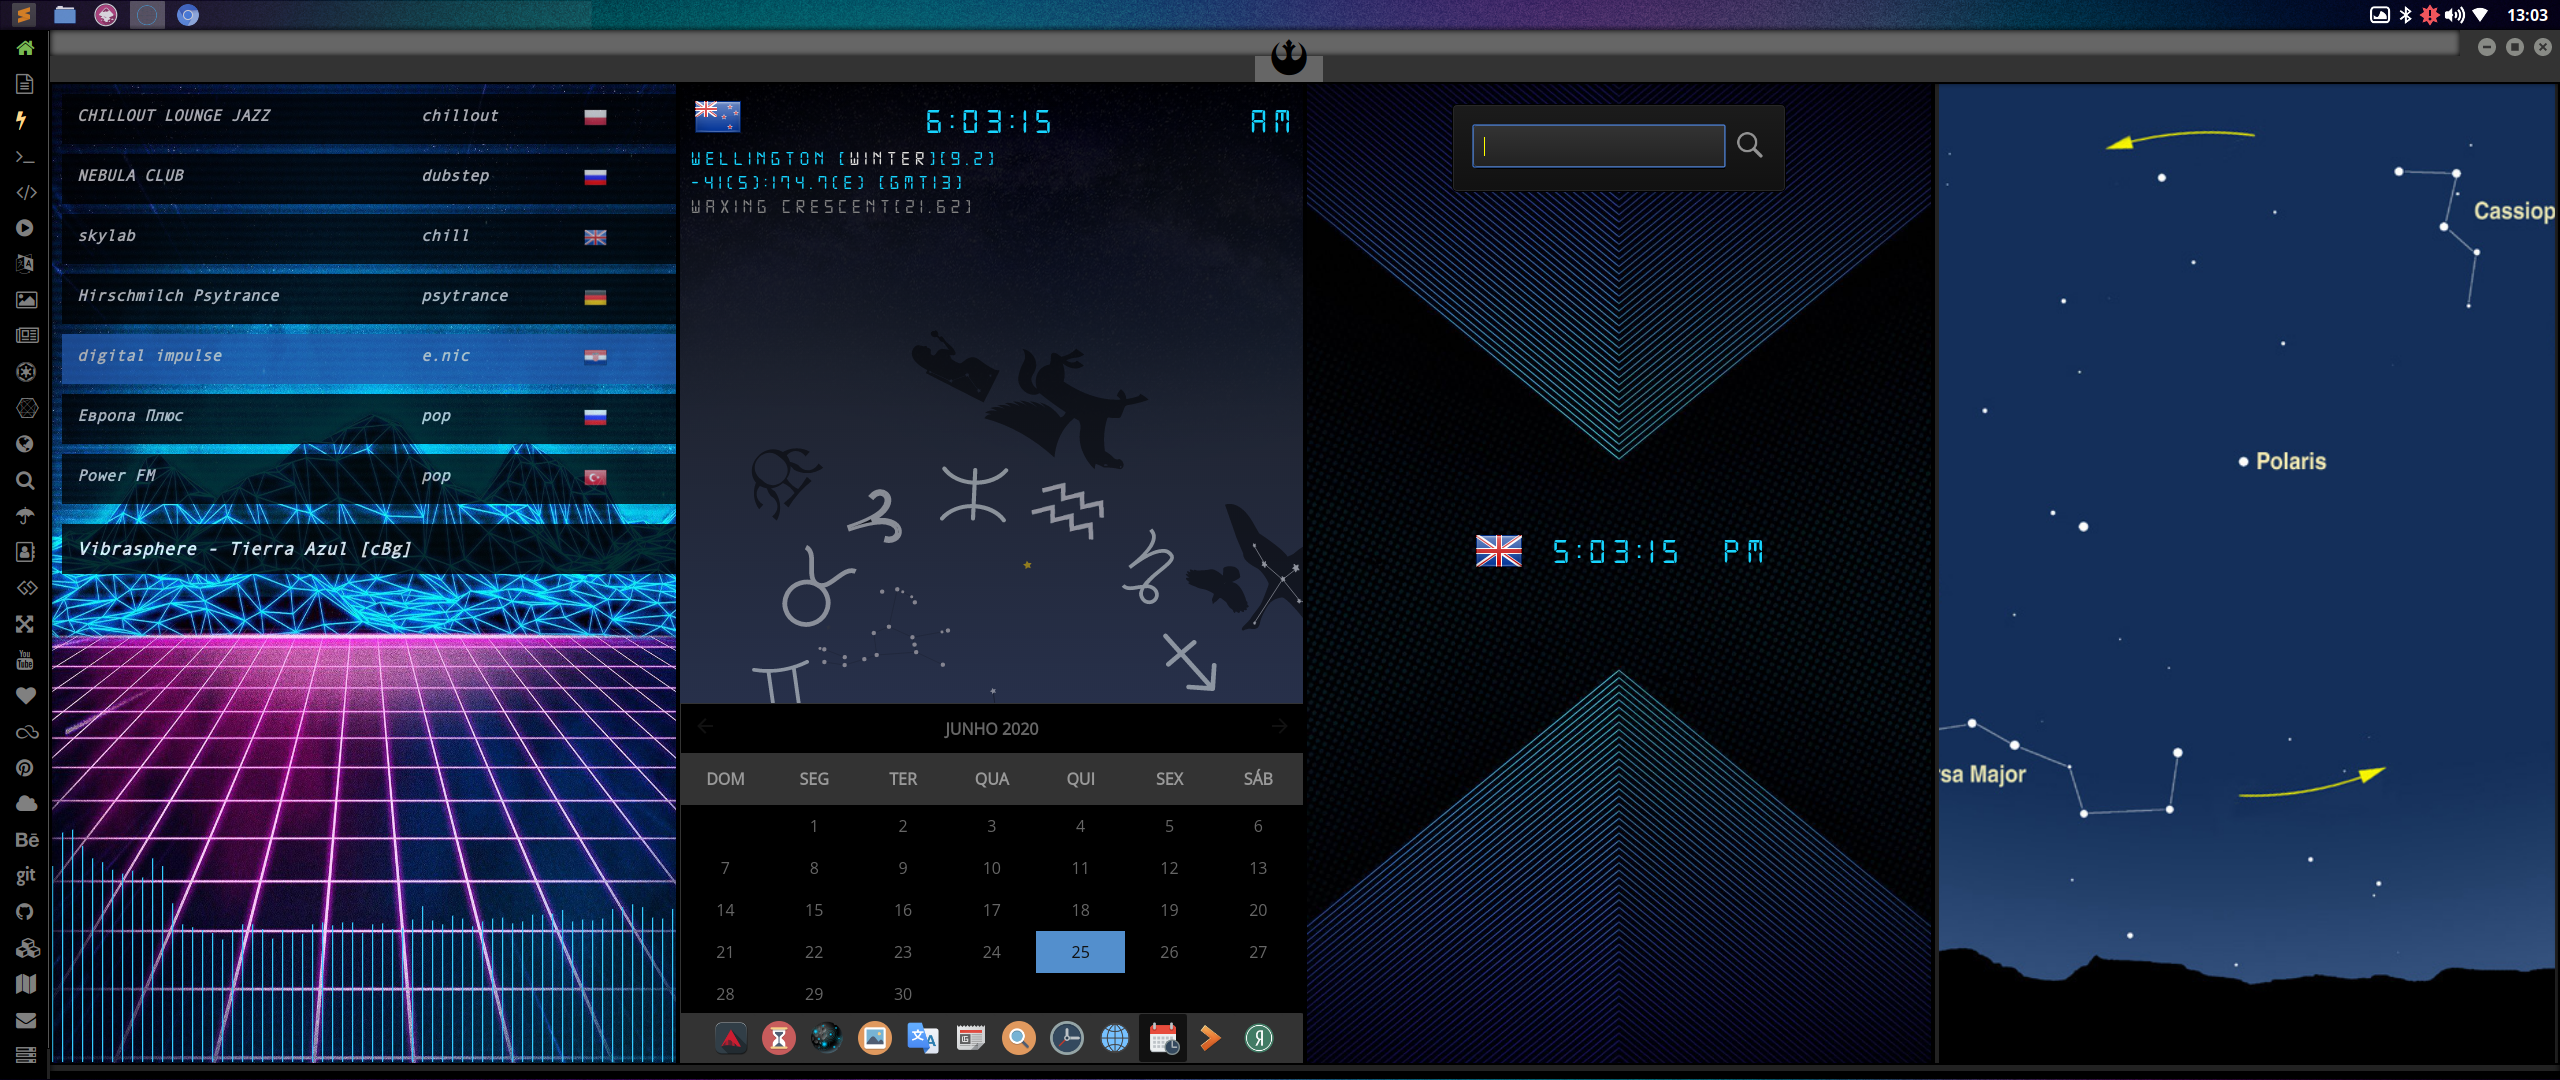 13:03
CHILLOUT LOUNGE JAZZ chillout
NEBULA CLUB dubstep
skylab chill
Hirschmilch Psytrance psytrance
digital impulse e.nic
Европа Плюс pop
Power FM pop
Vibrasphere - Tierra Azul [cBg]
You
Tube
Bē
git
6:03:15 AM
WELLINGTON [WINTER][9.2]
-41(S):174.7(E) [GMT13]
WAXING CRESCENT[21.62]
JUNHO 2020
DOM SEG TER QUA QUI SEX SÁB
1 2 3 4 5 6
7 8 9 10 11 12 13
14 15 16 17 18 19 20
21 22 23 24 25 26 27
28 29 30
5:03:15 PM
Cassiop
Polaris
rsa Major